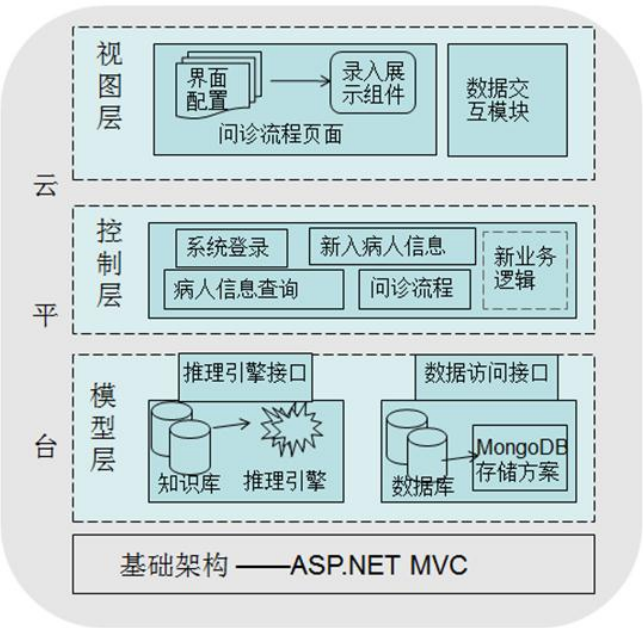 云
平
台
视
图
层
界面
配置
录入展
示组件
问诊流程页面
数据交
互模块
控
制
层
系统登录
新入病人信息
病人信息查询
问诊流程
新业务
逻辑
模
型
层
推理引擎接口
知识库
推理引擎
数据访问接口
数据库
MongoDB
存储方案
基础架构 ——ASP.NET MVC